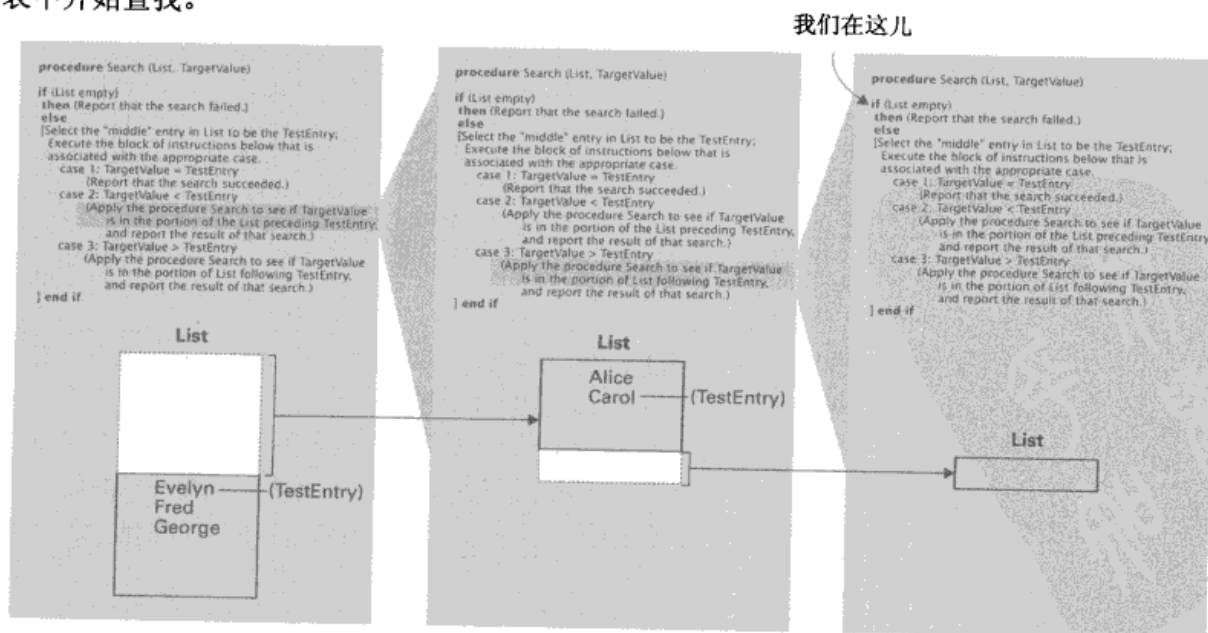 表中开始查找。
我们在这儿
procedure Search (List, TargetValue)
if (List empty)
then (Report that the search failed.)
else
[Select the "middle" entry in List to be the TestEntry;
Execute the block of instructions below that is
associated with the appropriate case.
case 1: TargetValue = TestEntry
(Report that the search succeeded.)
case 2: TargetValue < TestEntry
(Apply the procedure Search to see if TargetValue
is in the portion of the List preceding TestEntry,
and report the result of that search.)
case 3: TargetValue > TestEntry
(Apply the procedure Search to see if TargetValue
is in the portion of List following TestEntry,
and report the result of that search.)
] end if
List
Evelyn (TestEntry)
Fred
George
procedure Search (List, TargetValue)
if (List empty)
then (Report that the search failed.)
else
[Select the "middle" entry in List to be the TestEntry;
Execute the block of instructions below that is
associated with the appropriate case.
case 1: TargetValue = TestEntry
(Report that the search succeeded.)
case 2: TargetValue < TestEntry
(Apply the procedure Search to see if TargetValue
is in the portion of the List preceding TestEntry,
and report the result of that search.)
case 3: TargetValue > TestEntry
(Apply the procedure Search to see if TargetValue
is in the portion of List following TestEntry,
and report the result of that search.)
] end if
List
Alice
Carol (TestEntry)
procedure Search (List, TargetValue)
if (List empty)
then (Report that the search failed.)
else
[Select the "middle" entry in List to be the TestEntry;
Execute the block of instructions below that is
associated with the appropriate case.
case 1: TargetValue = TestEntry
(Report that the search succeeded.)
case 2: TargetValue < TestEntry
(Apply the procedure Search to see if TargetValue
is in the portion of the List preceding TestEntry,
and report the result of that search.)
case 3: TargetValue > TestEntry
(Apply the procedure Search to see if TargetValue
is in the portion of List following TestEntry,
and report the result of that search.)
] end if
List